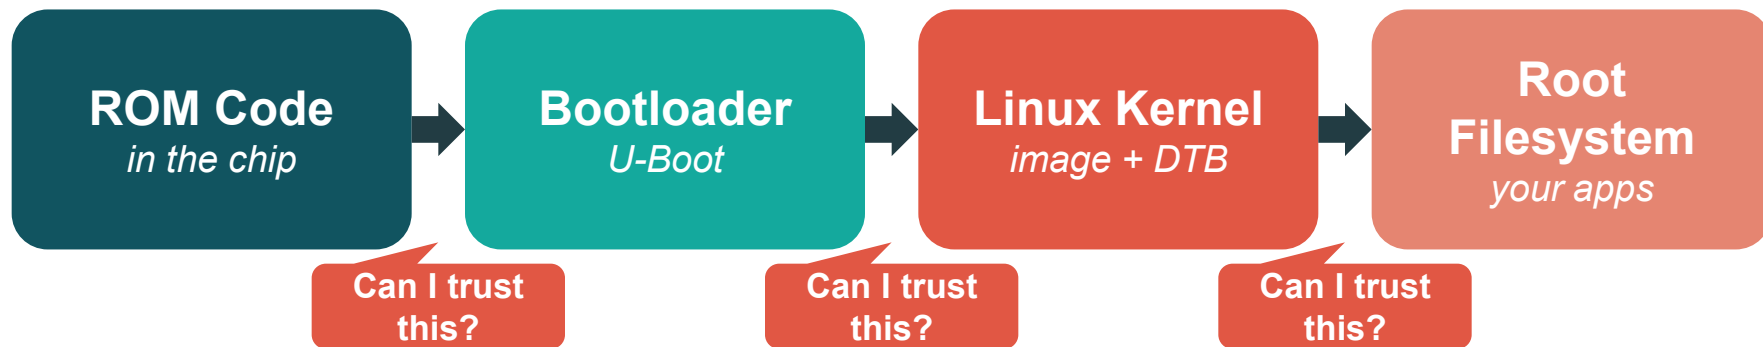 ROM Code
in the chip
Bootloader
U-Boot
Linux Kernel
image + DTB
Root
Filesystem
your apps
Can I trust
this?
Can I trust
this?
Can I trust
this?